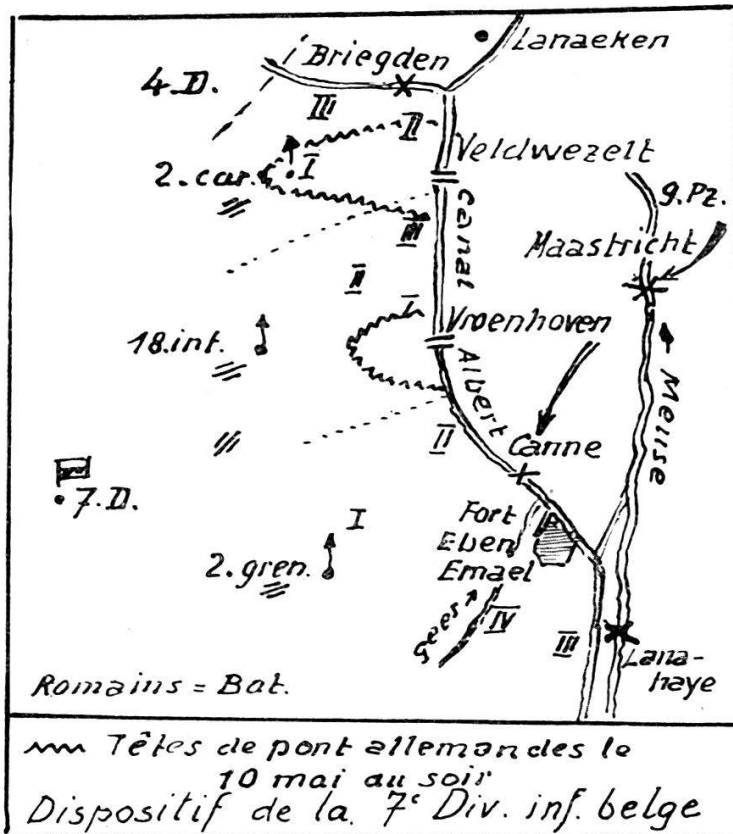 Lanaeken
Briegden
4.D.
III
II
Veldwezelt
2.car.
I
III
Canal
9.Pz.
Maastricht
II
I
Vroenhoven
18.inf.
Albert
Meuse
II
Canne
7.D.
I
Fort
Eben
Emael
2.gren.
Geer
IV
III
Lana-
haye
Romains = Bat.
Têtes de pont allemandes le
10 mai au soir
Dispositif de la 7e Div. inf. belge